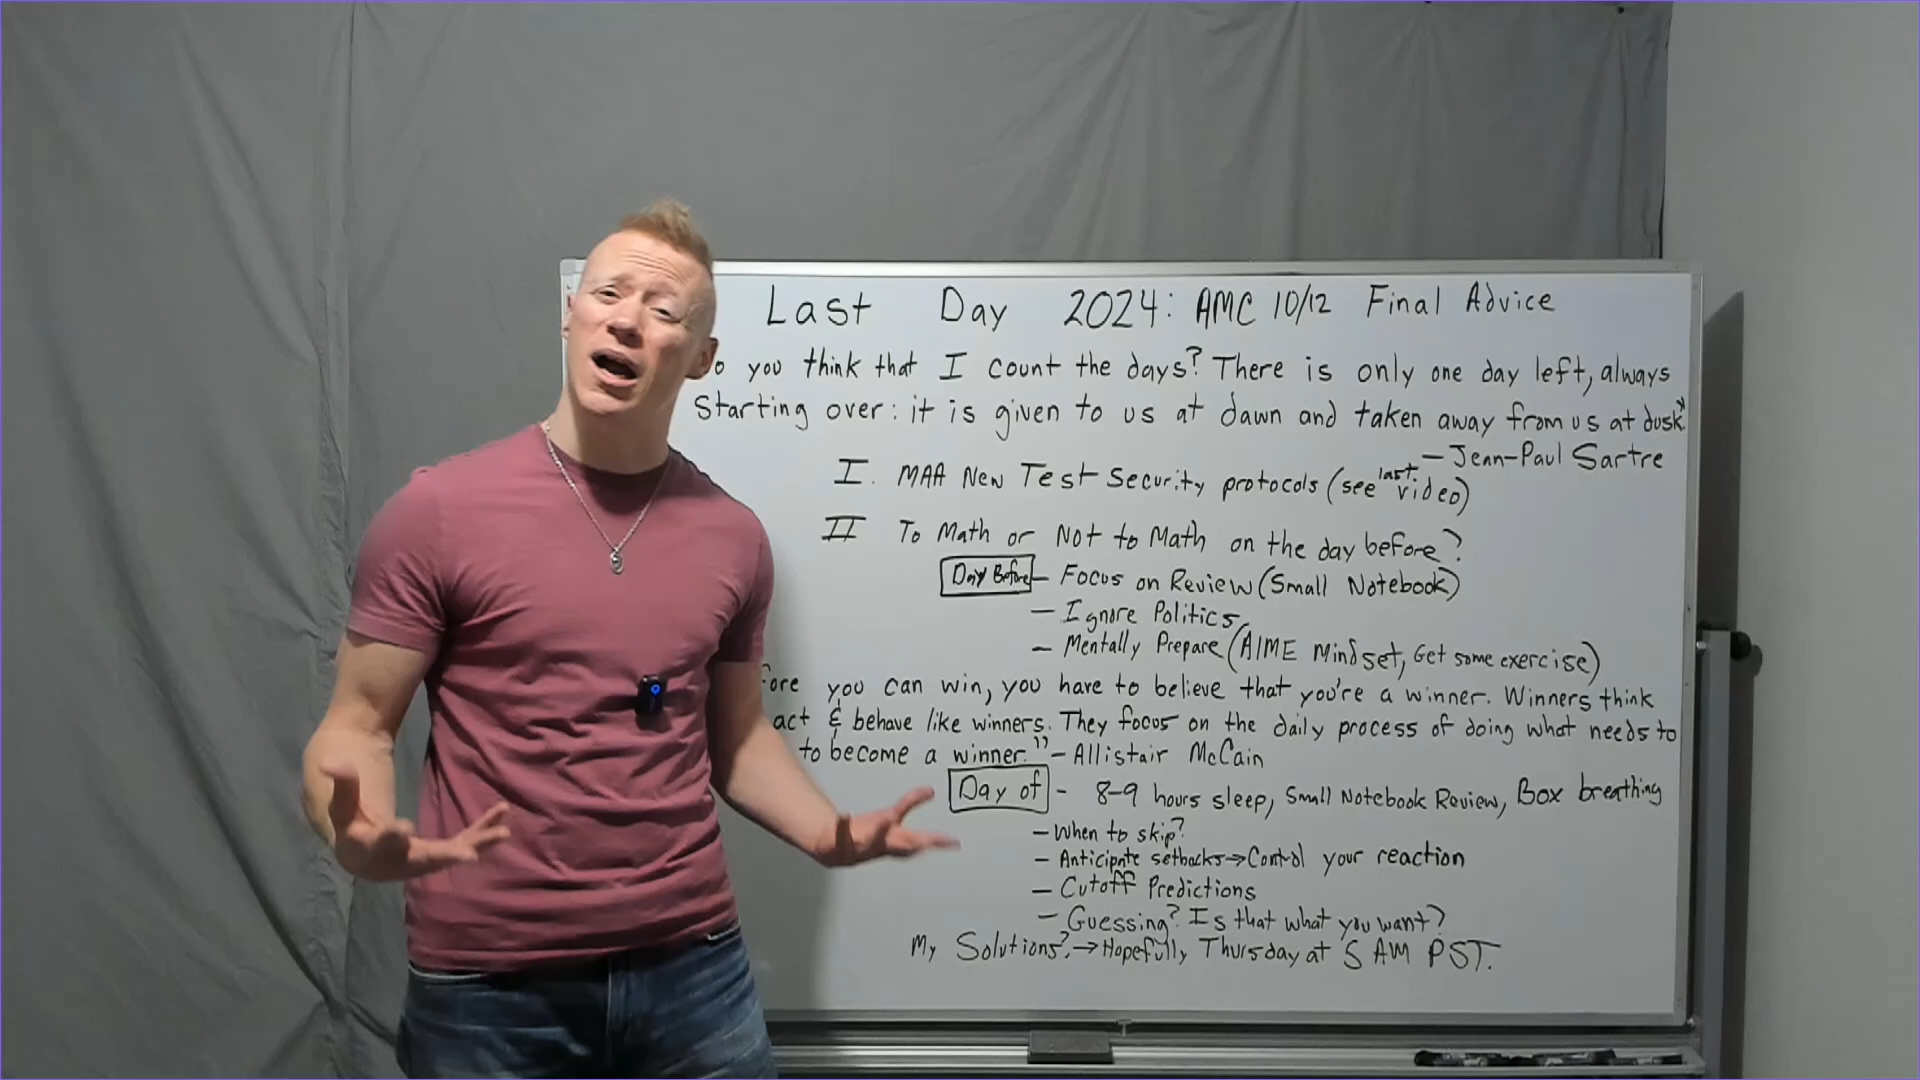 Last Day 2024: AMC 10/12 Final Advice
o you think that I count the days? There is only one day left, always
starting over: it is given to us at dawn and taken away from us at dusk"
- Jean-Paul Sartre
I. MAA New Test Security protocols (see last video)
II To Math or Not to Math on the day before?
Day Before - Focus on Review (Small Notebook)
- Ignore Politics
- Mentally Prepare (AIME Mindset, Get some exercise)
fore you can win, you have to believe that you're a winner. Winners think
act & behave like winners. They focus on the daily process of doing what needs to
to become a winner." - Allistair McCain
Day of - 8-9 hours sleep, Small Notebook Review, Box breathing
- When to skip?
- Anticipate setbacks → Control your reaction
- Cutoff Predictions
- Guessing? Is that what you want?
My Solutions? → Hopefully Thursday at 5 AM PST.